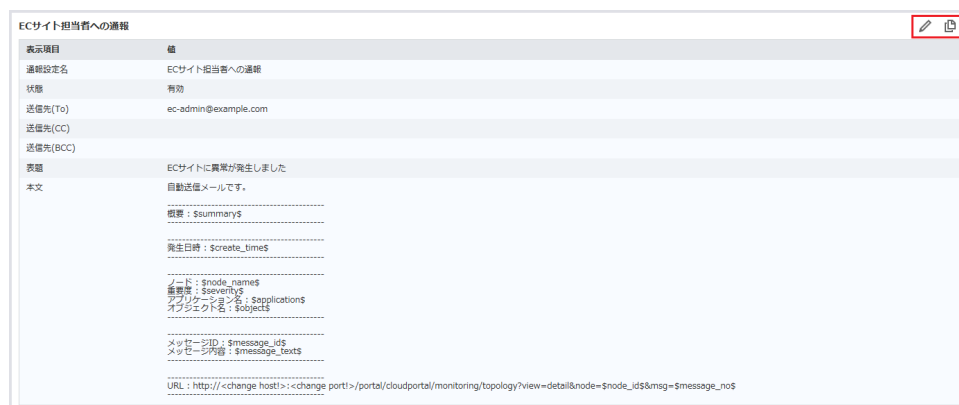 ECサイト担当者への通報
表示項目 値
通報設定名 ECサイト担当者への通報
状態 有効
送信先(To) ec-admin@example.com
送信先(CC)
送信先(BCC)
表題 ECサイトに異常が発生しました
本文 自動送信メールです。
------------------------------------------
概要：$summary$
------------------------------------------
------------------------------------------
発生日時：$create_time$
------------------------------------------
------------------------------------------
ノード：$node_name$
重要度：$severity$
アプリケーション名：$application$
オブジェクト名：$object$
------------------------------------------
------------------------------------------
メッセージID：$message_id$
メッセージ内容：$message_text$
------------------------------------------
------------------------------------------
URL：http://<change host!>:<change port!>/portal/cloudportal/monitoring/topology?view=detail&node=$node_id$&msg=$message_no$
------------------------------------------